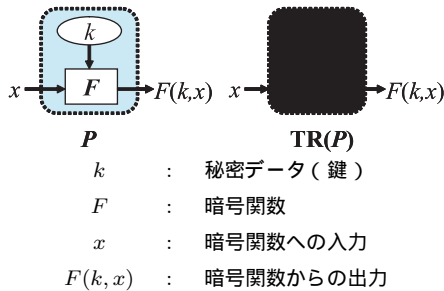 k
x F F(k,x) x F(k,x)
P TR(P)
k : 秘密データ ( 鍵 )
F : 暗号関数
x : 暗号関数への入力
F(k, x) : 暗号関数からの出力